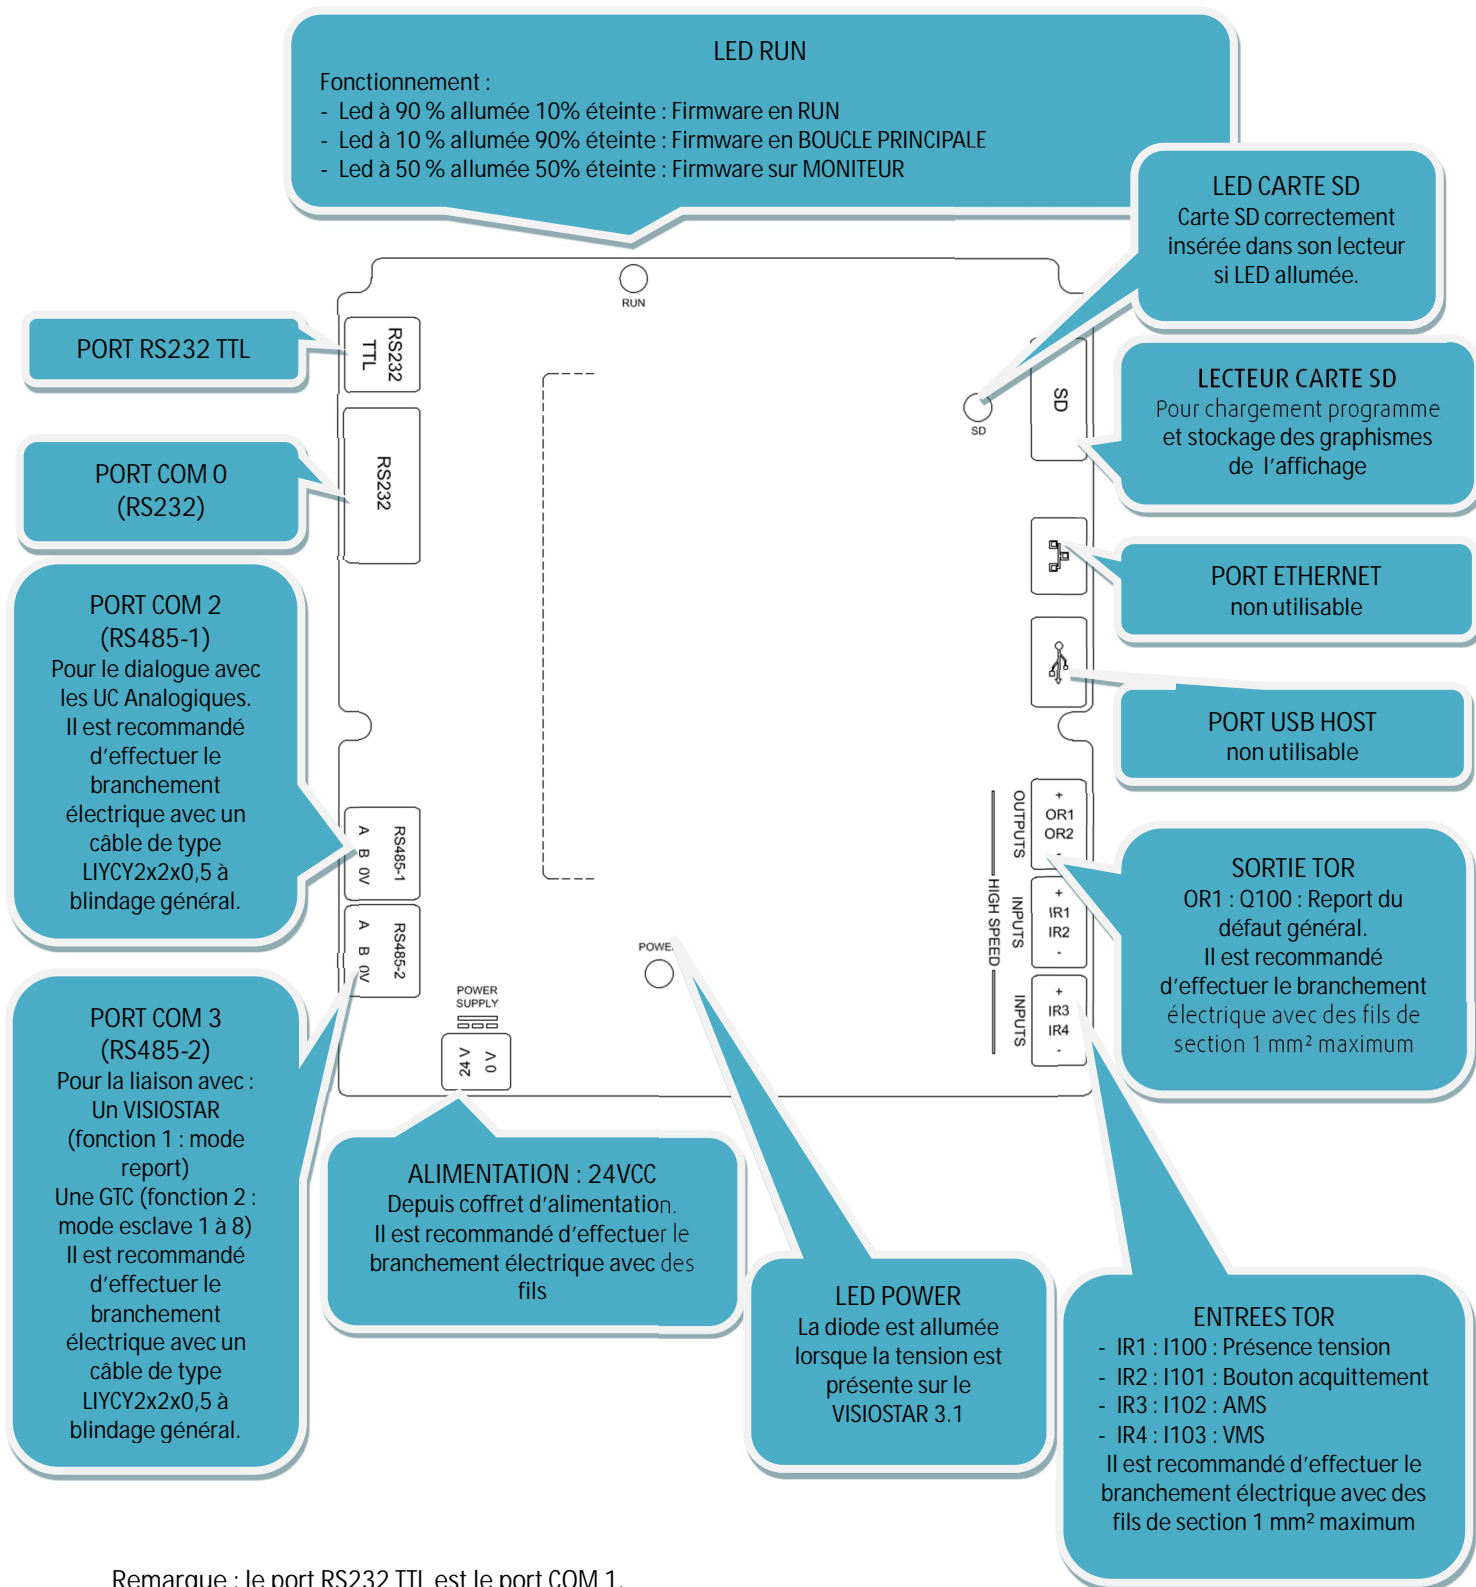 LED RUN
Fonctionnement :
- Led à 90 % allumée 10% éteinte : Firmware en RUN
- Led à 10 % allumée 90% éteinte : Firmware en BOUCLE PRINCIPALE
- Led à 50 % allumée 50% éteinte : Firmware sur MONITEUR
LED CARTE SD
Carte SD correctement
insérée dans son lecteur
si LED allumée.
RUN
PORT RS232 TTL
RS232
TTL
SD
SD
LECTEUR CARTE SD
Pour chargement programme
et stockage des graphismes
de l'affichage
PORT COM 0
(RS232)
RS232
PORT ETHERNET
non utilisable
PORT COM 2
(RS485-1)
Pour le dialogue avec
les UC Analogiques.
Il est recommandé
d'effectuer le
branchement
électrique avec un
câble de type
LIYCY2x2x0,5 à
blindage général.
PORT USB HOST
non utilisable
RS485-1
A B 0V
RS485-2
A B 0V
OUTPUTS
+
OR1
OR2
-
HIGH SPEED
INPUTS
+
IR1
IR2
-
INPUTS
+
IR3
IR4
-
SORTIE TOR
OR1 : Q100 : Report du
défaut général.
Il est recommandé
d'effectuer le branchement
électrique avec des fils de
section 1 mm² maximum
POWER
POWER
SUPPLY
24 V
0 V
PORT COM 3
(RS485-2)
Pour la liaison avec :
Un VISIOSTAR
(fonction 1 : mode
report)
Une GTC (fonction 2 :
mode esclave 1 à 8)
Il est recommandé
d'effectuer le
branchement
électrique avec un
câble de type
LIYCY2x2x0,5 à
blindage général.
ALIMENTATION : 24VCC
Depuis coffret d'alimentation.
Il est recommandé d'effectuer le
branchement électrique avec des
fils
LED POWER
La diode est allumée
lorsque la tension est
présente sur le
VISIOSTAR 3.1
ENTREES TOR
- IR1 : I100 : Présence tension
- IR2 : I101 : Bouton acquittement
- IR3 : I102 : AMS
- IR4 : I103 : VMS
Il est recommandé d'effectuer le
branchement électrique avec des
fils de section 1 mm² maximum
Remarque : le port RS232 TTL est le port COM 1.